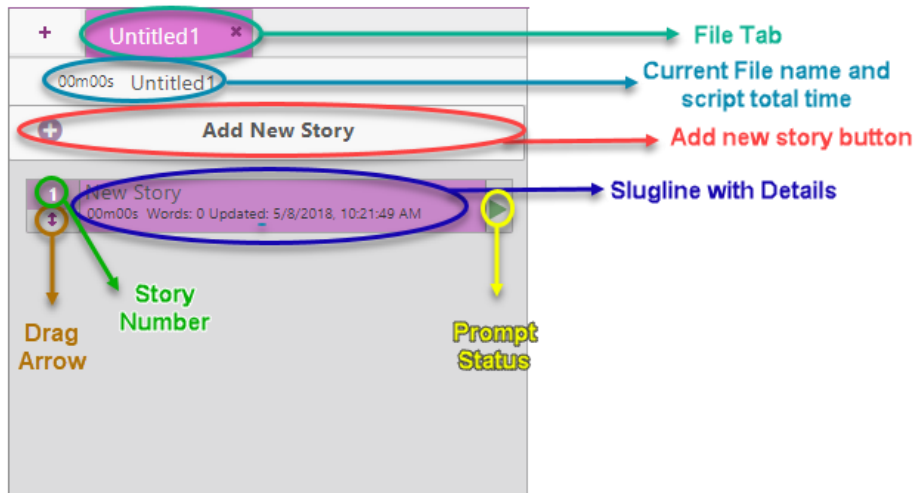 + Untitled1 ×
File Tab
00m00s Untitled1
Current File name and
script total time
Add New Story
Add new story button
1 New Story
00m00s Words: 0 Updated: 5/8/2018, 10:21:49 AM
Slugline with Details
Story
Number
Drag
Arrow
Prompt
Status